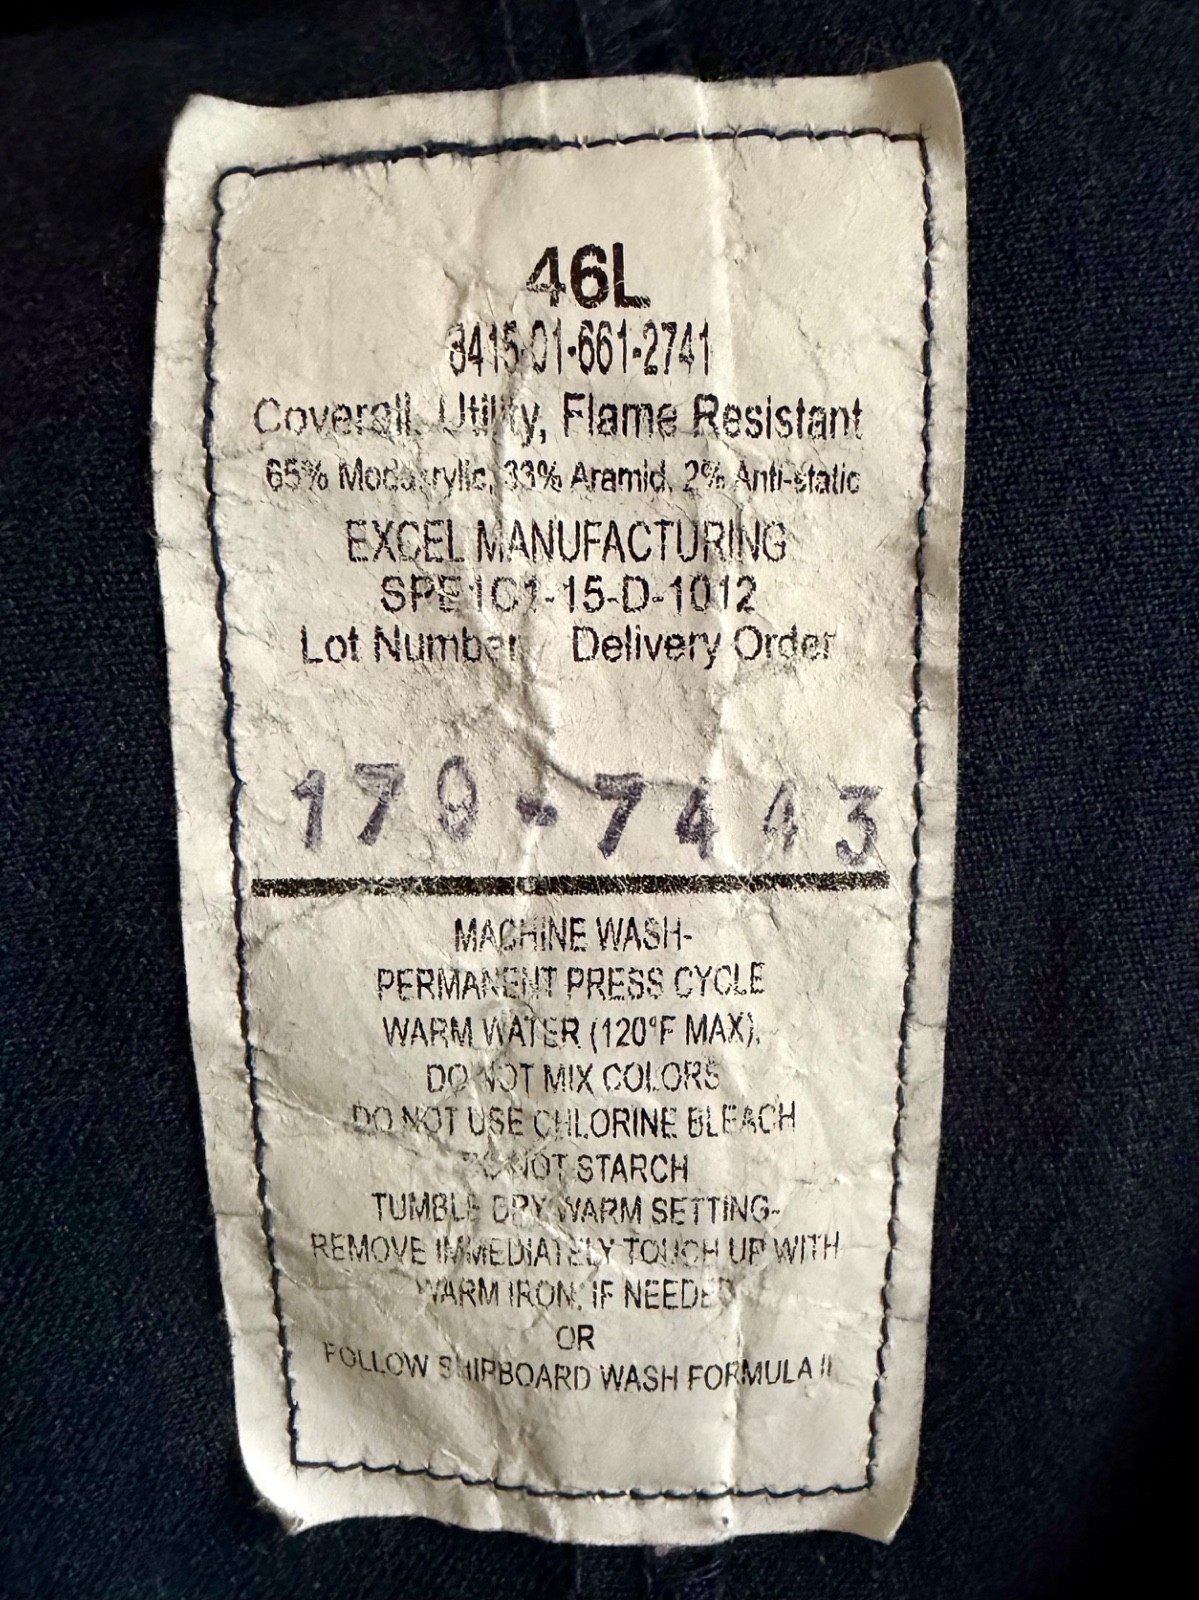 46L
8415-01-661-2741
Coverall, Utility, Flame Resistant
65% Modacrylic, 33% Aramid, 2% Anti-static
EXCEL MANUFACTURING
SPE1C1-15-D-1012
Lot Number / Delivery Order
179-7443
MACHINE WASH-
PERMANENT PRESS CYCLE
WARM WATER (120°F MAX),
DO NOT MIX COLORS
DO NOT USE CHLORINE BLEACH
DO NOT STARCH
TUMBLE DRY WARM SETTING-
REMOVE IMMEDIATELY TOUCH UP WITH
WARM IRON, IF NEEDED
OR
FOLLOW SHIPBOARD WASH FORMULA II